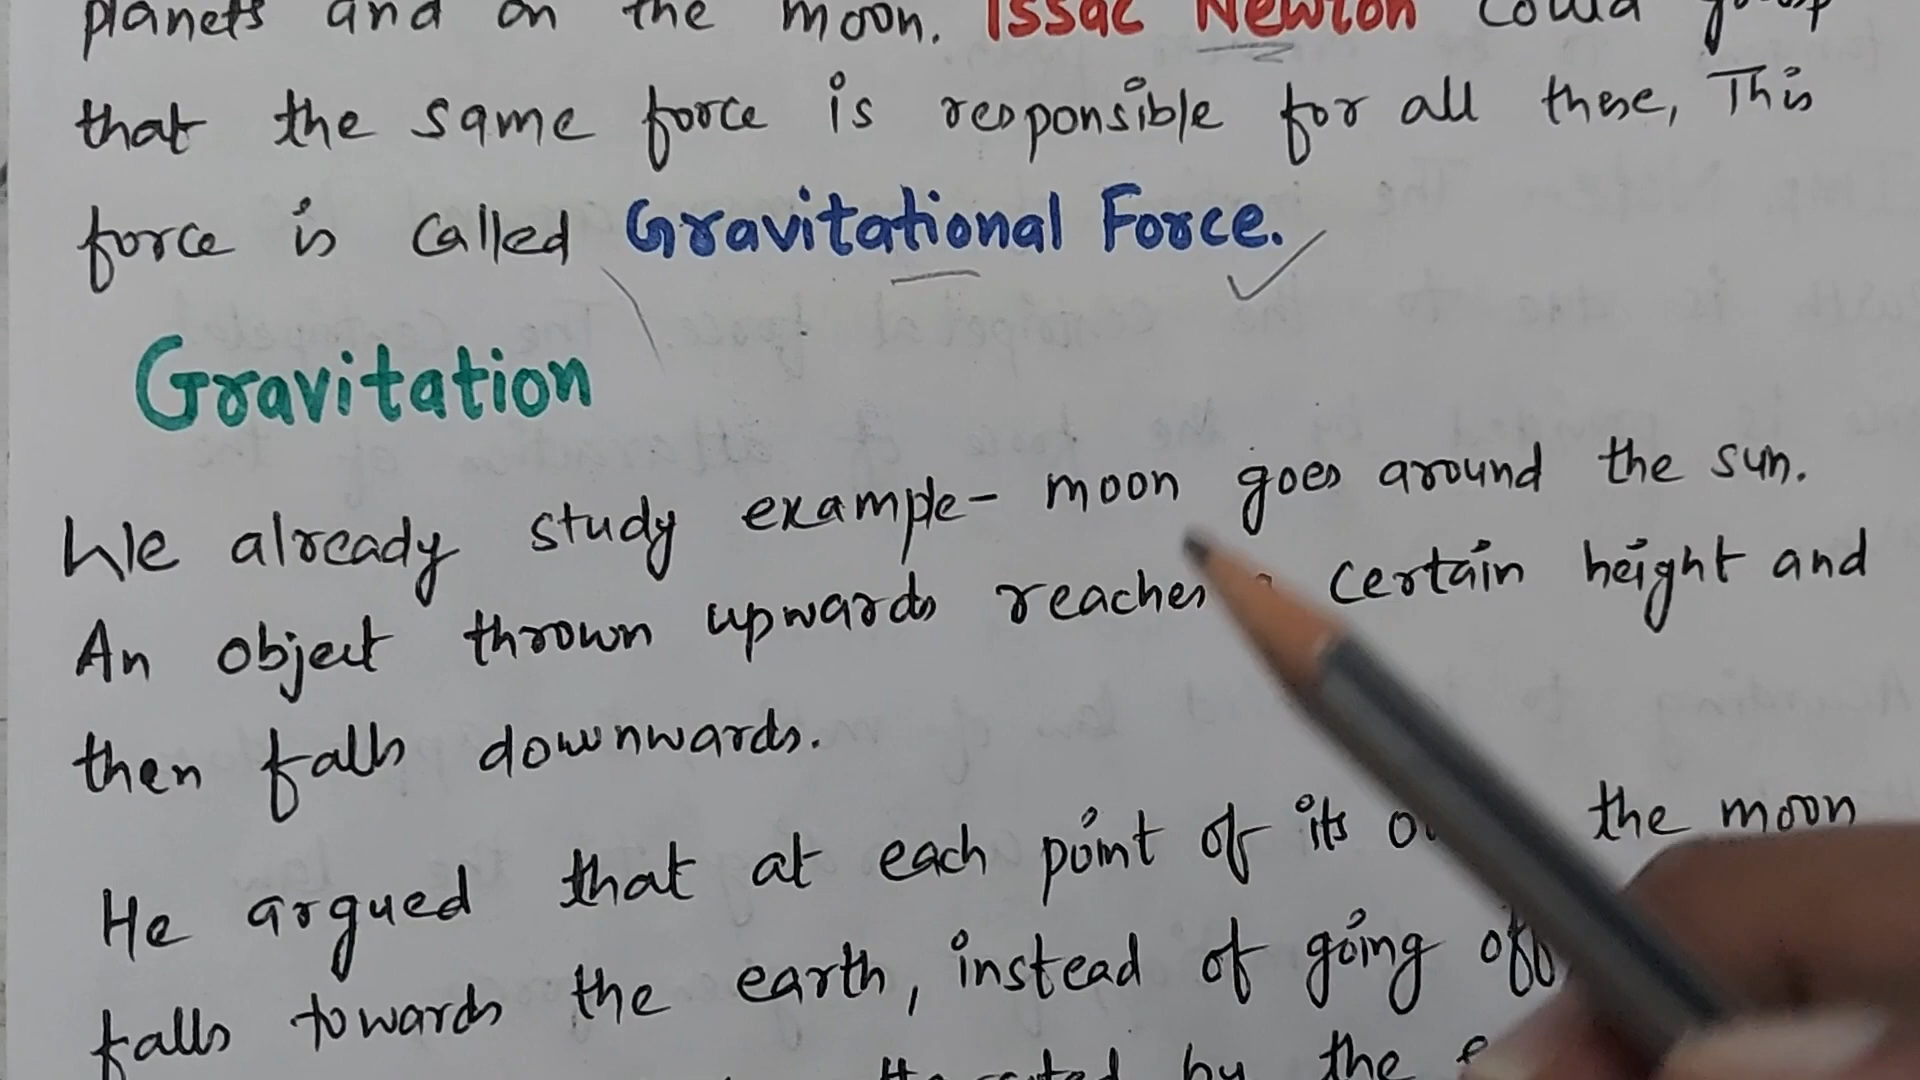 planets and on the moon. Issac Newton could
that the same force is responsible for all these, This
force is called Gravitational Force.
Gravitation
We already study example- moon goes around the sun.
An object thrown upwards reaches certain height and
then falls downwards.
He argued that at each point of its the moon
falls towards the earth, instead of going off
by the